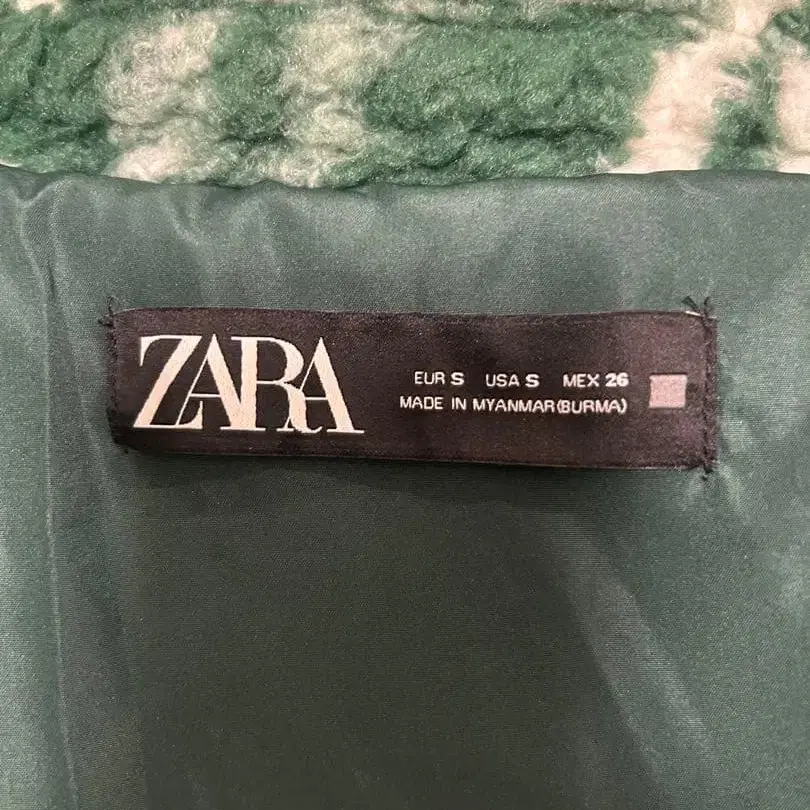 ZARA
EUR S USA S MEX 26
MADE IN MYANMAR(BURMA)